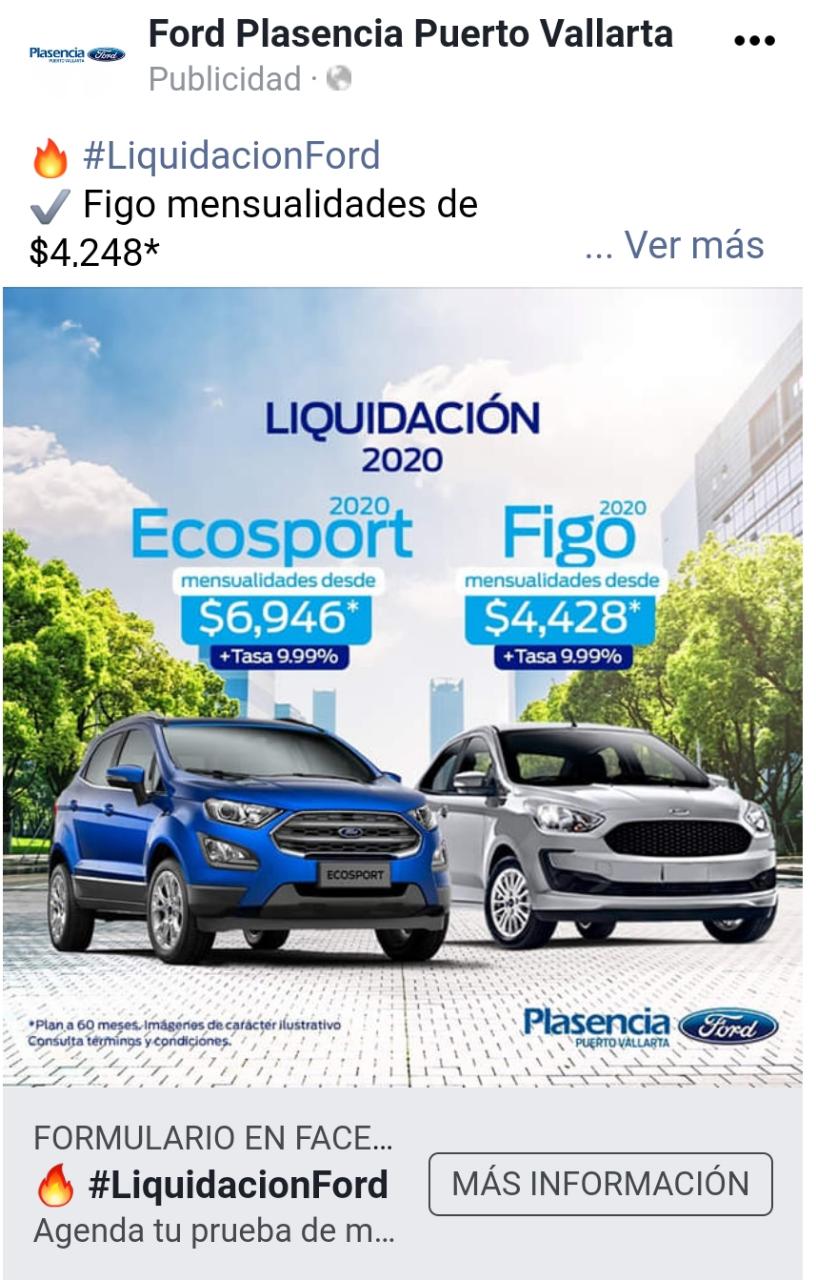 Plasencia Ford
PUERTO VALLARTA
Ford Plasencia Puerto Vallarta
Publicidad ·
#LiquidacionFord
✔ Figo mensualidades de
$4,248*
... Ver más
LIQUIDACIÓN
2020
2020
Ecosport
mensualidades desde
$6,946*
+Tasa 9.99%
2020
Figo
mensualidades desde
$4,428*
+Tasa 9.99%
ECOSPORT
*Plan a 60 meses. Imágenes de carácter ilustrativo
Consulta términos y condiciones.
Plasencia Ford
PUERTO VALLARTA
FORMULARIO EN FACE...
🔥 #LiquidacionFord
Agenda tu prueba de m...
MÁS INFORMACIÓN